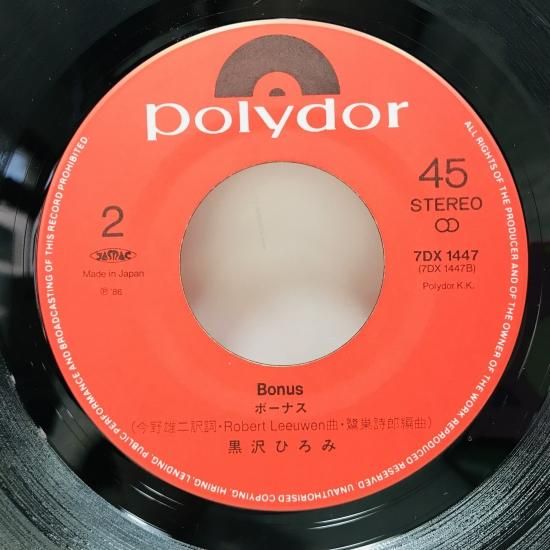 polydor
2
JASRAC
Made in Japan
Ⓟ '86
45
STEREO
7DX 1447
(7DX 1447B)
Polydor K.K.
Bonus
ボーナス
(今野雄二訳詞・Robert Leeuwen曲・鷺巣詩郎編曲)
黒沢ひろみ
ALL RIGHTS OF THE PRODUCER AND OF THE OWNER OF THE WORK REPRODUCED RESERVED. UNAUTHORISED COPYING, HIRING, LENDING, PUBLIC PERFORMANCE AND BROADCASTING OF THIS RECORD PROHIBITED.